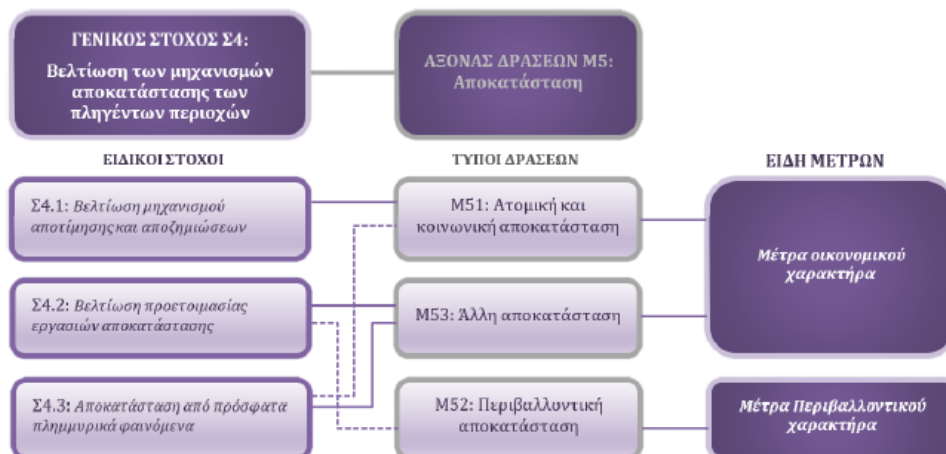 ΓΕΝΙΚΟΣ ΣΤΟΧΟΣ Σ4:
Βελτίωση των μηχανισμών
αποκατάστασης των
πληγέντων περιοχών
ΑΞΟΝΑΣ ΔΡΑΣΕΩΝ Μ5:
Αποκατάσταση
ΕΙΔΙΚΟΙ ΣΤΟΧΟΙ
ΤΥΠΟΙ ΔΡΑΣΕΩΝ
ΕΙΔΗ ΜΕΤΡΩΝ
Σ4.1: Βελτίωση μηχανισμού
αποτίμησης και αποζημιώσεων
Μ51: Ατομική και
κοινωνική αποκατάσταση
Μέτρα οικονομικού
χαρακτήρα
Σ4.2: Βελτίωση προετοιμασίας
εργασιών αποκατάστασης
Μ53: Άλλη αποκατάσταση
Σ4.3: Αποκατάσταση από πρόσφατα
πλημμυρικά φαινόμενα
Μ52: Περιβαλλοντική
αποκατάσταση
Μέτρα Περιβαλλοντικού
χαρακτήρα